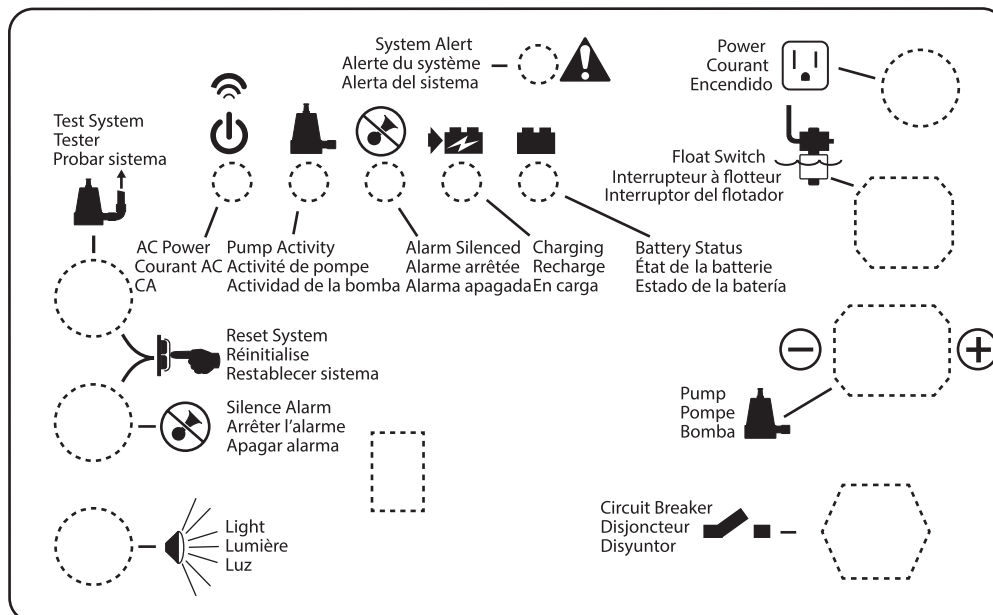 System Alert
Alerte du système
Alerta del sistema
Power
Courant
Encendido
Test System
Tester
Probar sistema
Float Switch
Interrupteur à flotteur
Interruptor del flotador
AC Power
Courant AC
CA
Pump Activity
Activité de pompe
Actividad de la bomba
Alarm Silenced
Alarme arrêtée
Alarma apagada
Charging
Recharge
En carga
Battery Status
État de la batterie
Estado de la batería
Reset System
Réinitialise
Restablecer sistema
Silence Alarm
Arrêter l'alarme
Apagar alarma
Pump
Pompe
Bomba
Light
Lumière
Luz
Circuit Breaker
Disjoncteur
Disyuntor